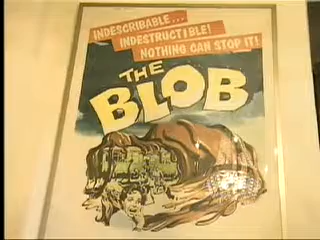 INDESCRIBABLE...
INDESTRUCTIBLE!
NOTHING CAN STOP IT!
THE
BLOB